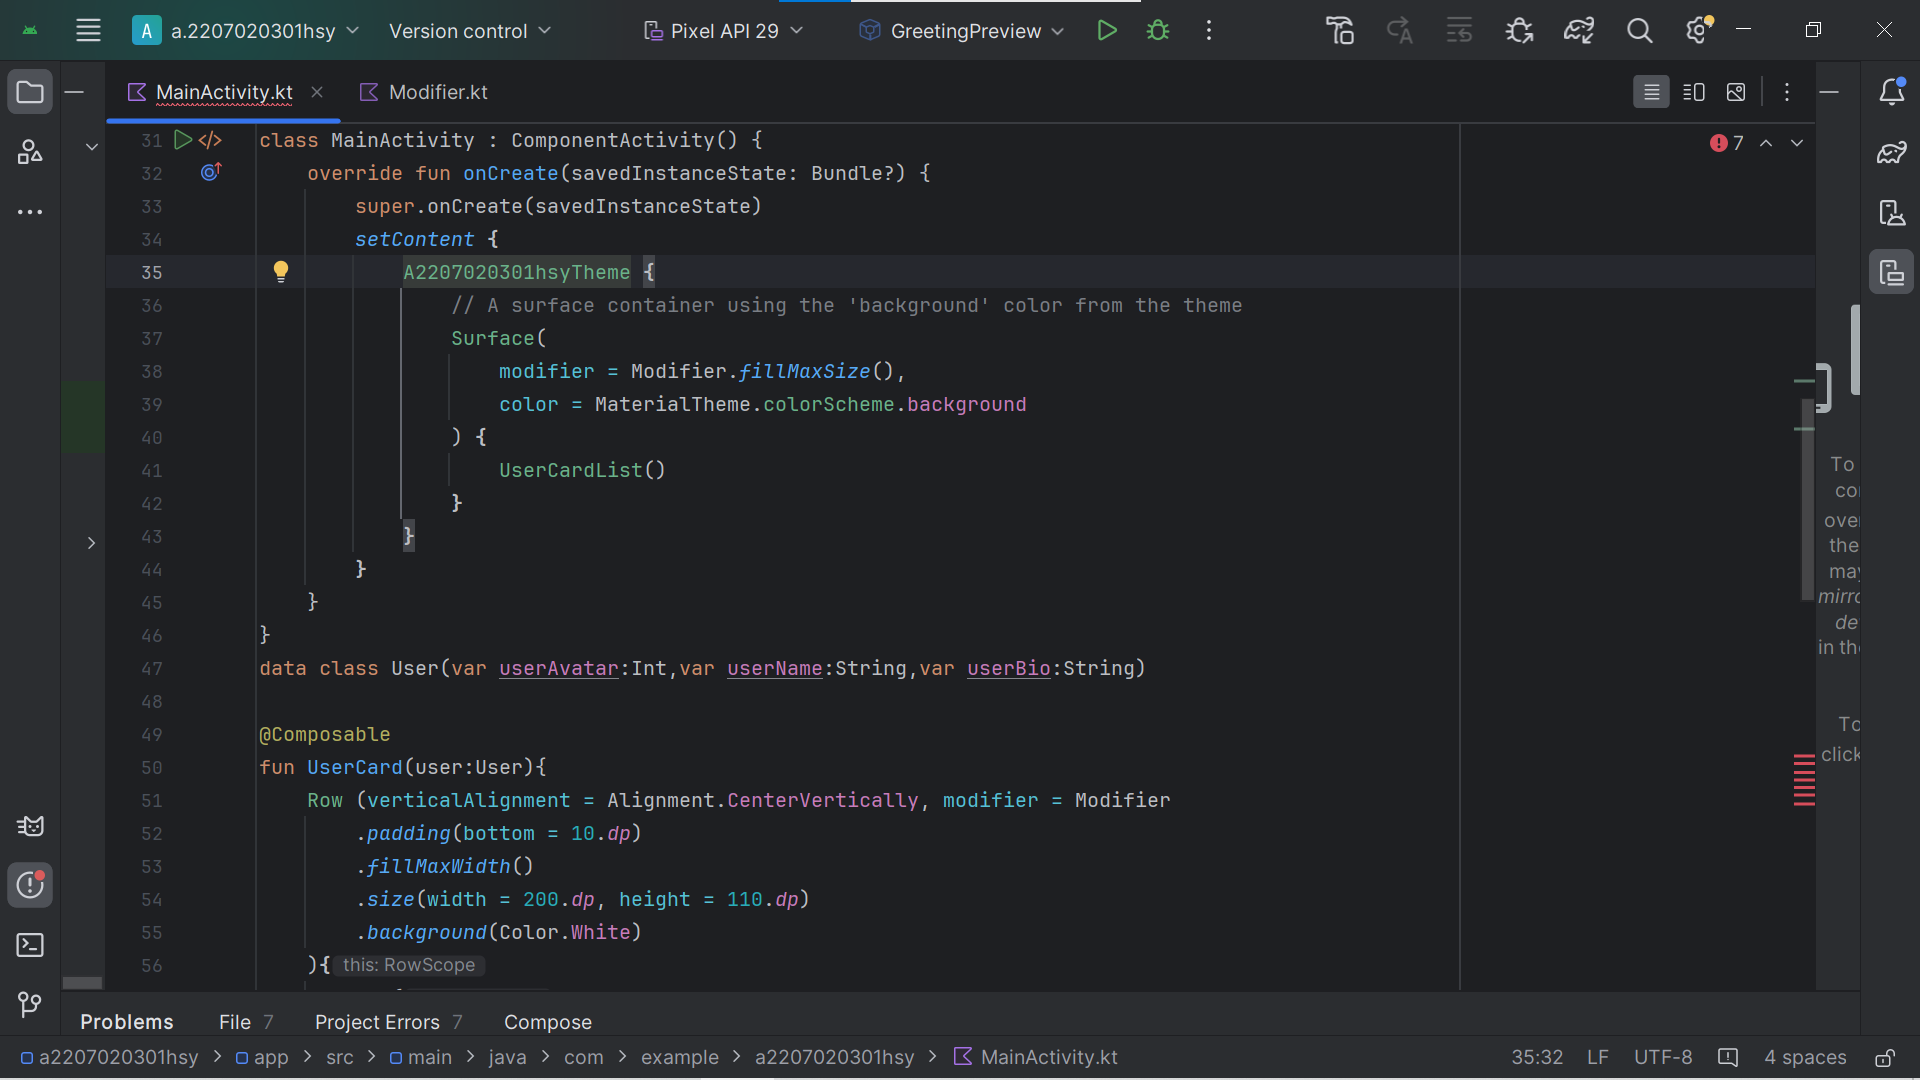 A a.2207020301hsy Version control Pixel API 29 GreetingPreview
MainActivity.kt Modifier.kt
7
31 class MainActivity : ComponentActivity() {
32 override fun onCreate(savedInstanceState: Bundle?) {
33 super.onCreate(savedInstanceState)
34 setContent {
35 A2207020301hsyTheme {
36 // A surface container using the 'background' color from the theme
37 Surface(
38 modifier = Modifier.fillMaxSize(),
39 color = MaterialTheme.colorScheme.background
40 ) {
41 UserCardList()
42 }
43 }
44 }
45 }
46 }
47 data class User(var userAvatar:Int,var userName:String,var userBio:String)
48
49 @Composable
50 fun UserCard(user:User){
51 Row (verticalAlignment = Alignment.CenterVertically, modifier = Modifier
52 .padding(bottom = 10.dp)
53 .fillMaxWidth()
54 .size(width = 200.dp, height = 110.dp)
55 .background(Color.White)
56 ){ this: RowScope
To
over
the
may
in the
To
click
Problems File 7 Project Errors 7 Compose
a2207020301hsy > app > src > main > java > com > example > a2207020301hsy > MainActivity.kt 35:32 LF UTF-8 4 spaces